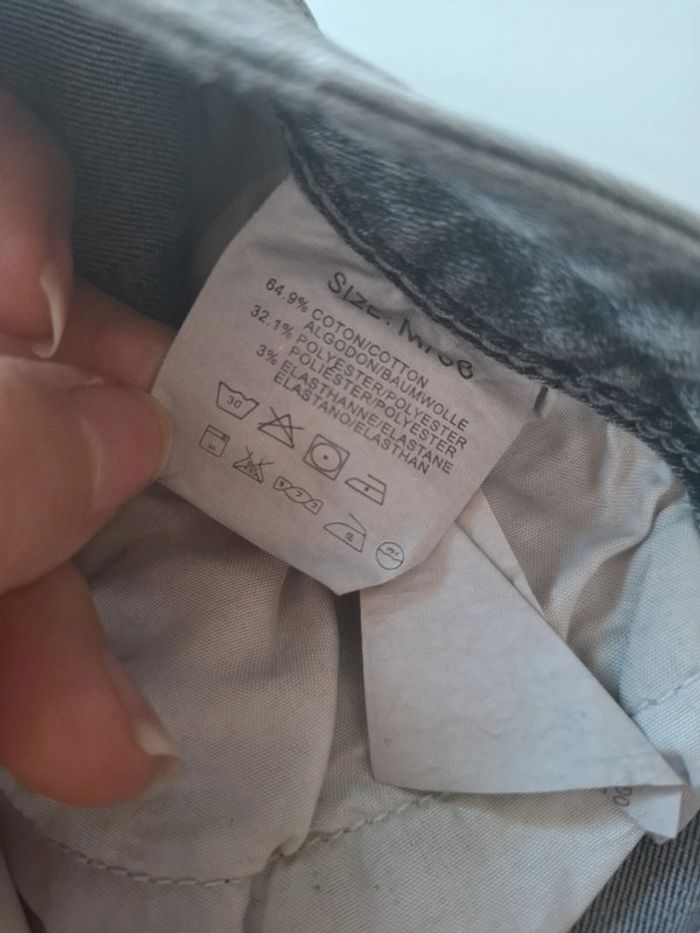 SIZE: M/38
64.9% COTON/COTTON
ALGODON/BAUMWOLLE
32.1% POLYESTER/POLYESTER
POLIESTER/POLYESTER
3% ELASTHANNE/ELASTANE
ELASTANO/ELASTHAN
30